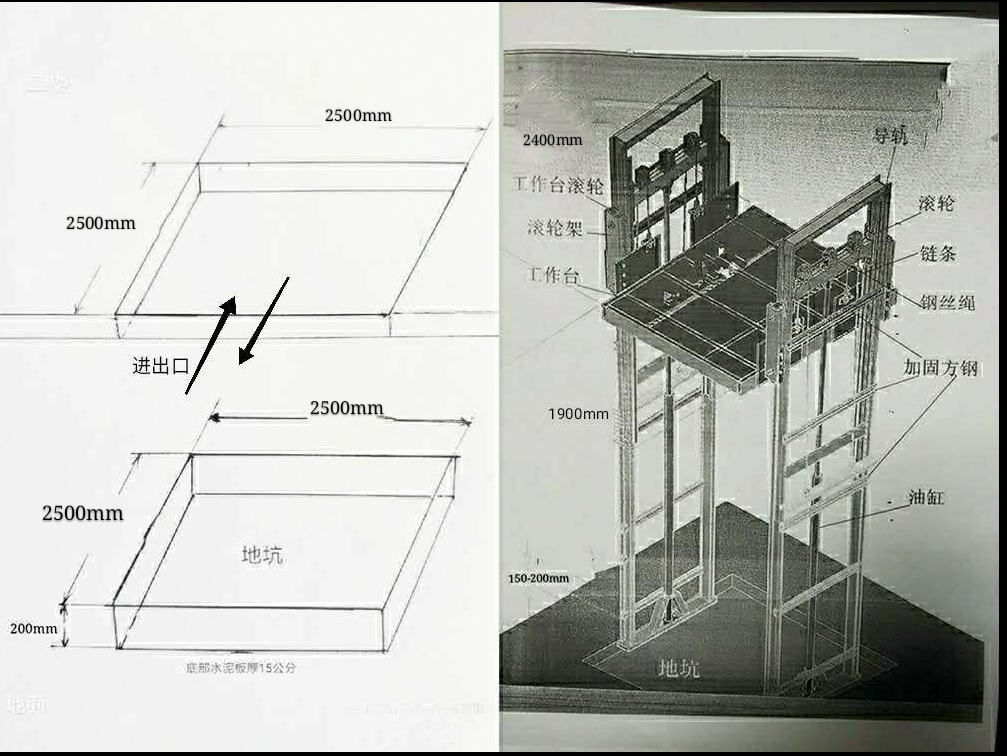 二楼
2500mm
2500mm
进出口
2500mm
2500mm
地坑
200mm
底部水泥板厚15公分
地面
2400mm
导轨
工作台滚轮
滚轮
滚轮架
链条
工作台
钢丝绳
加固方钢
1900mm
油缸
150-200mm
地坑